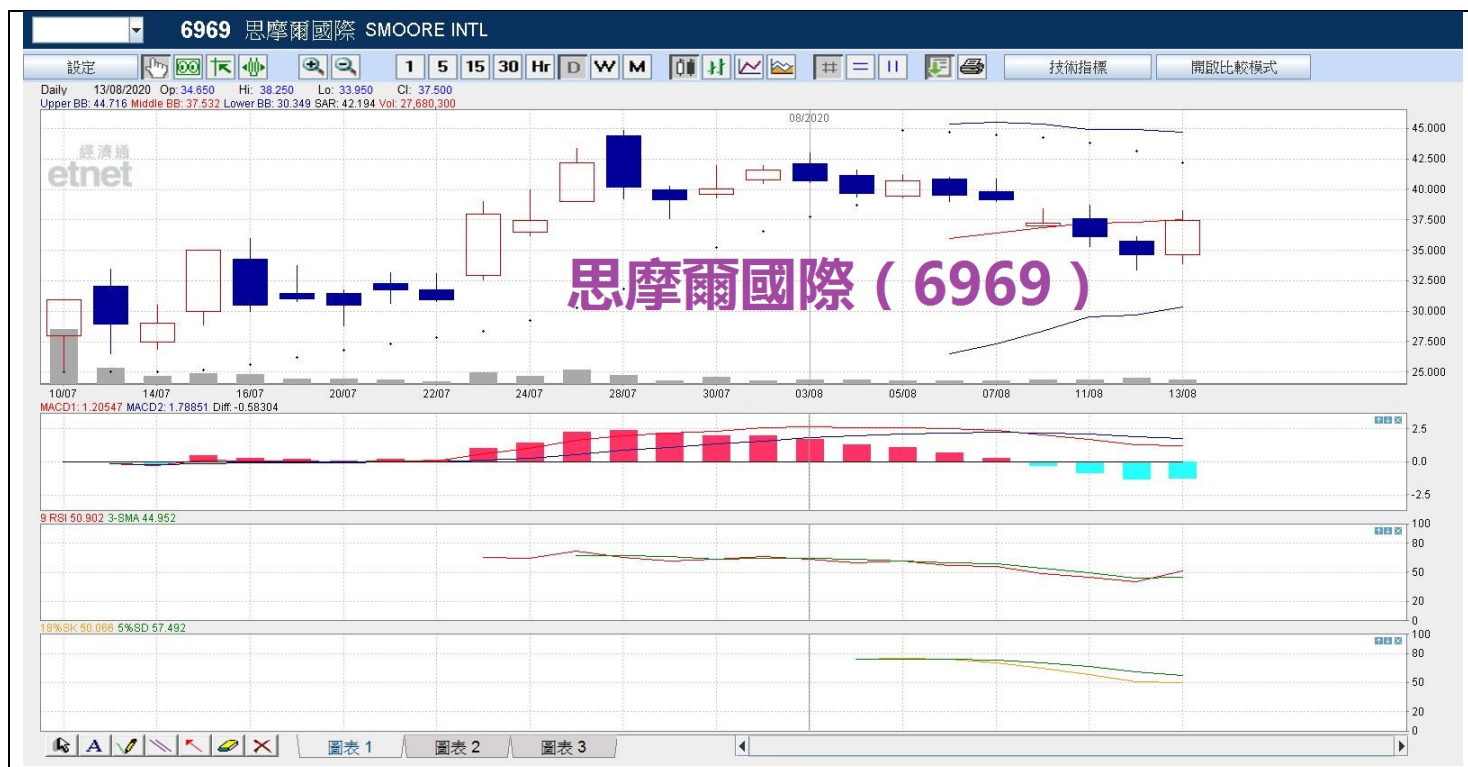 6969 思摩爾國際 SMOORE INTL
設定 1 5 15 30 Hr D W M 技術指標 開啟比較模式
Daily 13/08/2020 Op: 34.650 Hi: 38.250 Lo: 33.950 Cl: 37.500
Upper BB: 44.716 Middle BB: 37.532 Lower BB: 30.349 SAR: 42.194 Vol: 27,680,300
08/2020
45.000
經濟通
etnet
42.500
40.000
37.500
35.000
思摩爾國際（6969）
32.500
30.000
27.500
25.000
10/07 14/07 16/07 20/07 22/07 24/07 28/07 30/07 03/08 05/08 07/08 11/08 13/08
MACD1: 1.20547 MACD2: 1.78851 Diff: -0.58304
2.5
0.0
-2.5
9 RSI 50.902 3-SMA 44.952
100
80
50
20
0
18%SK 50.066 5%SD 57.492
100
80
50
20
0
A 圖表 1 圖表 2 圖表 3